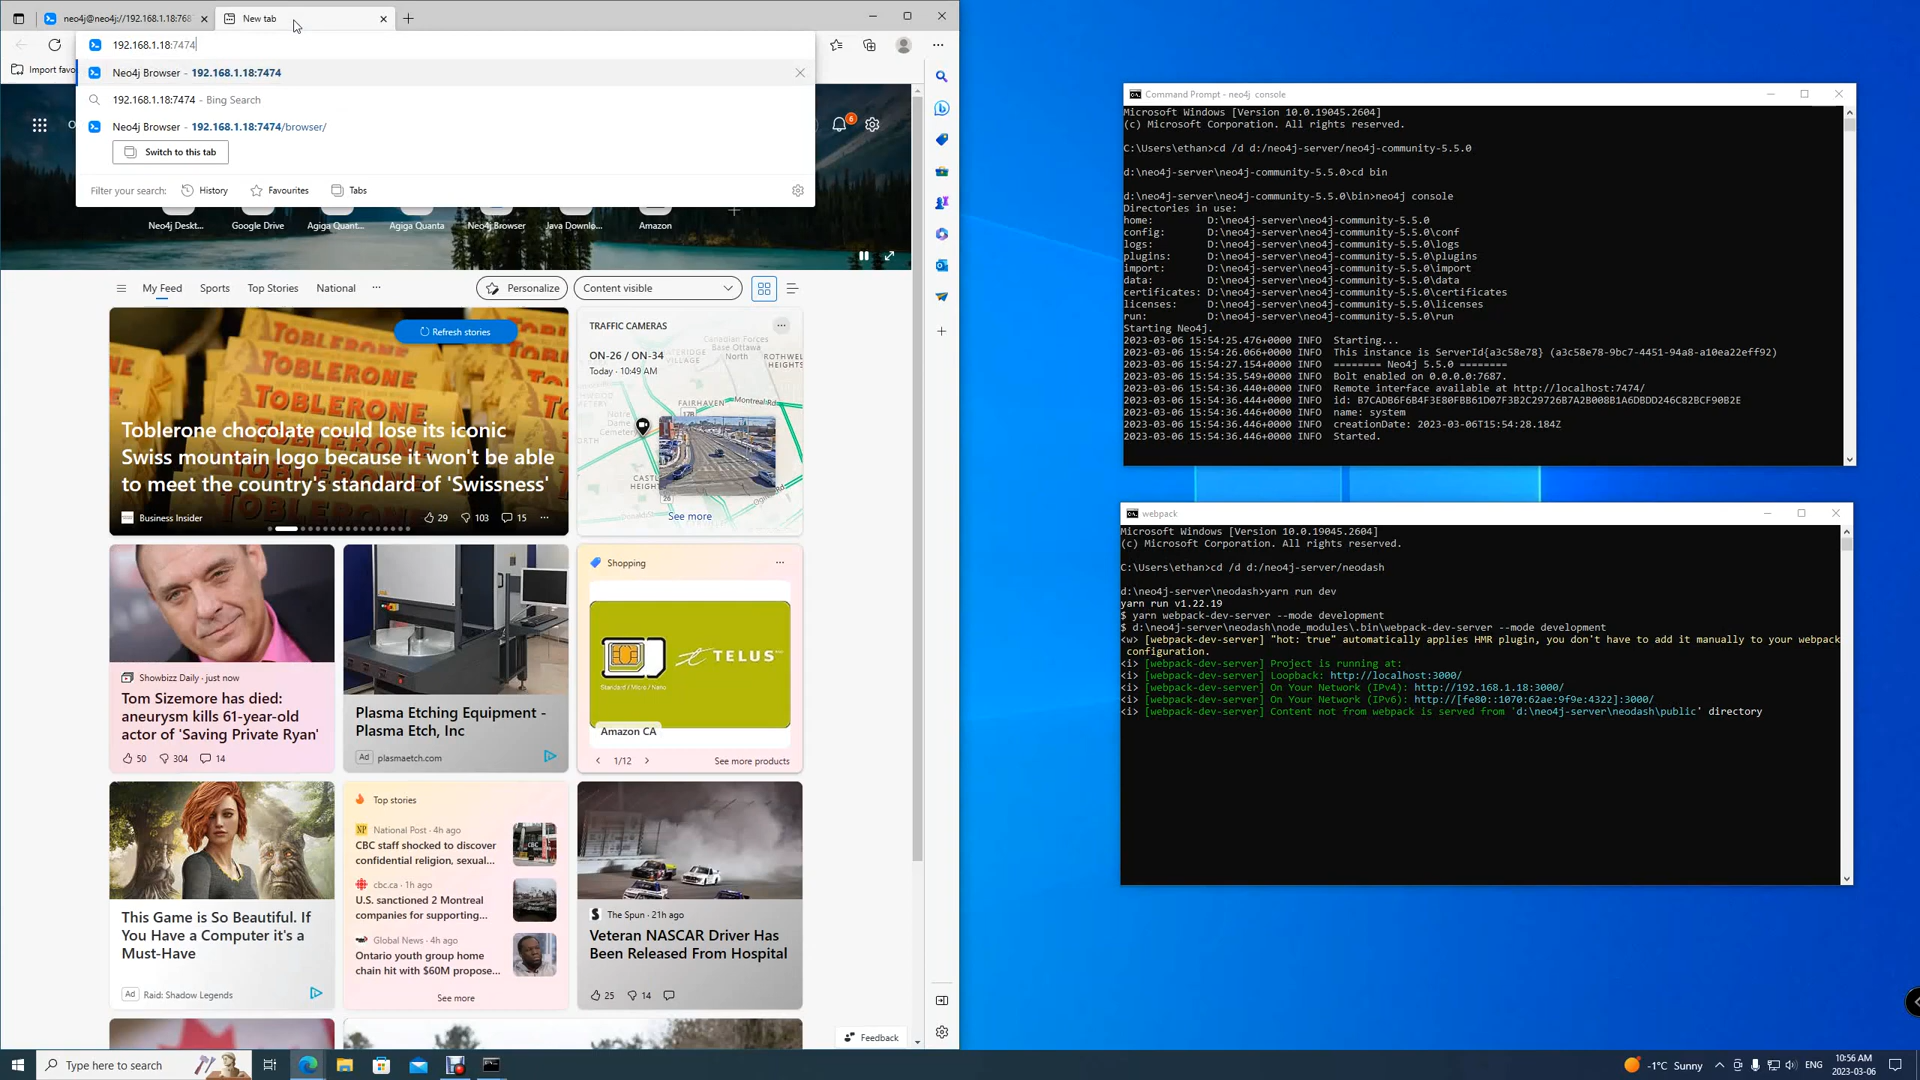 neo4j@neo4j://192.168.1.18:768
New tab
192.168.1.18:7474
Import favo
Neo4j Browser - 192.168.1.18:7474
192.168.1.18:7474 - Bing Search
Neo4j Browser - 192.168.1.18:7474/browser/
Switch to this tab
Filter your search:
History
Favourites
Tabs
6
Neo4j Deskt...
Google Drive
Agiga Quant...
Agiga Quanta
Neo4j Browser
Java Downlo...
Amazon
My Feed
Sports
Top Stories
National
Personalize
Content visible
Refresh stories
TOBLERONE
Toblerone chocolate could lose its iconic
Swiss mountain logo because it won't be able
to meet the country's standard of 'Swissness'
Business Insider
29
103
15
TRAFFIC CAMERAS
ON-26 / ON-34
Today · 10:49 AM
Canadian Forces
Base Ottawa
North
ROTHWELL
HEIGHTS
FAIRHAVEN
Montreal Rd
Notre
Dame
Cemetery
17B
CASTLE
HEIGHTS
26
See more
Showbizz Daily · just now
Tom Sizemore has died:
aneurysm kills 61-year-old
actor of 'Saving Private Ryan'
50
304
14
Plasma Etching Equipment -
Plasma Etch, Inc
Ad
plasmaetch.com
Shopping
TELUS
Standard / Micro / Nano
Amazon CA
1/12
See more products
This Game is So Beautiful. If
You Have a Computer it's a
Must-Have
Ad
Raid: Shadow Legends
Top stories
National Post · 4h ago
CBC staff shocked to discover
confidential religion, sexual...
cbc.ca · 1h ago
U.S. sanctioned 2 Montreal
companies for supporting...
Global News · 4h ago
Ontario youth group home
chain hit with $60M propose...
See more
The Spun · 21h ago
Veteran NASCAR Driver Has
Been Released From Hospital
25
14
Feedback
Command Prompt - neo4j console
Microsoft Windows [Version 10.0.19045.2604]
(c) Microsoft Corporation. All rights reserved.
C:\Users\ethan>cd /d d:/neo4j-server/neo4j-community-5.5.0
d:\neo4j-server\neo4j-community-5.5.0>cd bin
d:\neo4j-server\neo4j-community-5.5.0\bin>neo4j console
Directories in use:
home: D:\neo4j-server\neo4j-community-5.5.0
config: D:\neo4j-server\neo4j-community-5.5.0\conf
logs: D:\neo4j-server\neo4j-community-5.5.0\logs
plugins: D:\neo4j-server\neo4j-community-5.5.0\plugins
import: D:\neo4j-server\neo4j-community-5.5.0\import
data: D:\neo4j-server\neo4j-community-5.5.0\data
certificates: D:\neo4j-server\neo4j-community-5.5.0\certificates
licenses: D:\neo4j-server\neo4j-community-5.5.0\licenses
run: D:\neo4j-server\neo4j-community-5.5.0\run
Starting Neo4j.
2023-03-06 15:54:25.476+0000 INFO Starting...
2023-03-06 15:54:26.066+0000 INFO This instance is ServerId{a3c58e78} (a3c58e78-9bc7-4451-94a8-a10ea22eff92)
2023-03-06 15:54:27.154+0000 INFO ======== Neo4j 5.5.0 ========
2023-03-06 15:54:35.549+0000 INFO Bolt enabled on 0.0.0.0:7687.
2023-03-06 15:54:36.440+0000 INFO Remote interface available at http://localhost:7474/
2023-03-06 15:54:36.444+0000 INFO id: B7CADB6F6B4F3E80FBB61D07F3B2C29726B7A2B008B1A6DBDD246C82BCF90B2E
2023-03-06 15:54:36.446+0000 INFO name: system
2023-03-06 15:54:36.446+0000 INFO creationDate: 2023-03-06T15:54:28.184Z
2023-03-06 15:54:36.446+0000 INFO Started.
webpack
Microsoft Windows [Version 10.0.19045.2604]
(c) Microsoft Corporation. All rights reserved.
C:\Users\ethan>cd /d d:/neo4j-server/neodash
d:\neo4j-server\neodash>yarn run dev
yarn run v1.22.19
$ yarn webpack-dev-server --mode development
$ d:\neo4j-server\neodash\node_modules\.bin\webpack-dev-server --mode development
<w> [webpack-dev-server] "hot: true" automatically applies HMR plugin, you don't have to add it manually to your webpack
configuration.
<i> [webpack-dev-server] Project is running at:
<i> [webpack-dev-server] Loopback: http://localhost:3000/
<i> [webpack-dev-server] On Your Network (IPv4): http://192.168.1.18:3000/
<i> [webpack-dev-server] On Your Network (IPv6): http://[fe80::1070:62ae:9f9e:4322]:3000/
<i> [webpack-dev-server] Content not from webpack is served from 'd:\neo4j-server\neodash\public' directory
Type here to search
-1°C Sunny
ENG
10:56 AM
2023-03-06